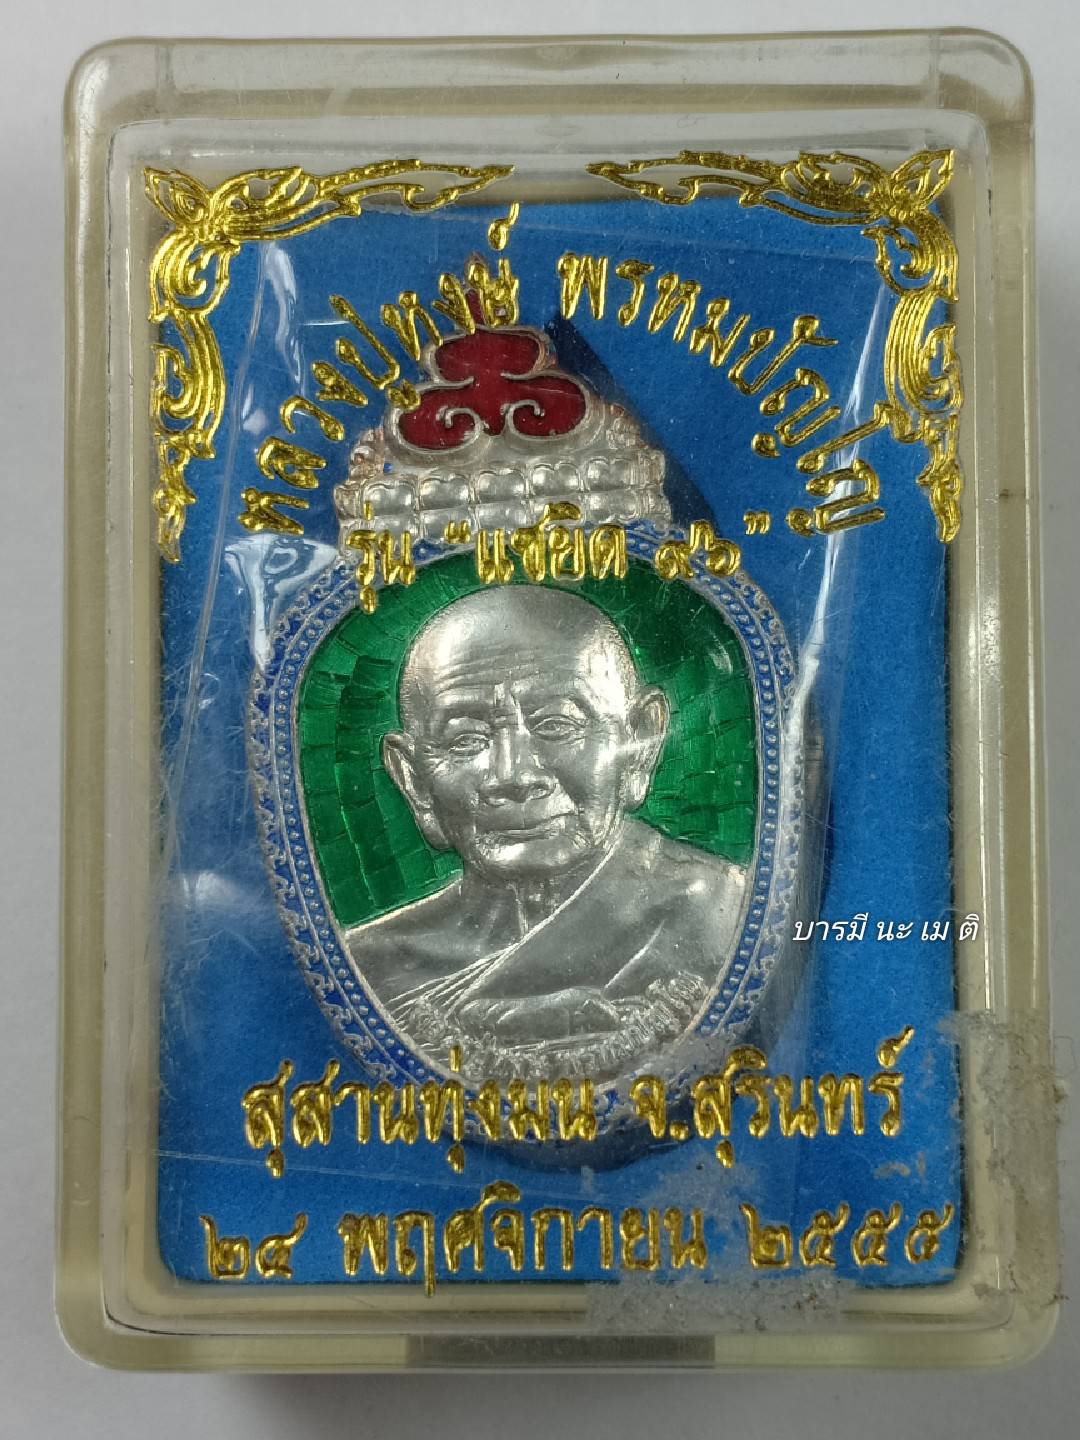 หลวงปู่หงษ์ พรหมปัญโญ
รุ่น "แซยิด ๙๖"
บารมี นะ เม ติ
สุสานทุ่งมน จ.สุรินทร์
๒๔ พฤศจิกายน ๒๕๕๕